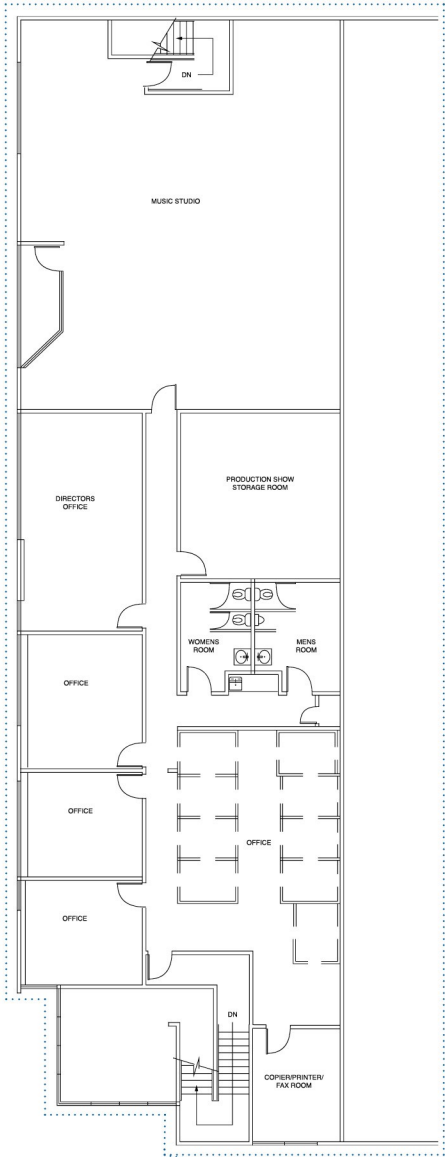 DN
MUSIC STUDIO
PRODUCTION SHOW
STORAGE ROOM
DIRECTORS
OFFICE
WOMENS
ROOM
MENS
ROOM
OFFICE
OFFICE
OFFICE
OFFICE
DN
COPIER/PRINTER/
FAX ROOM